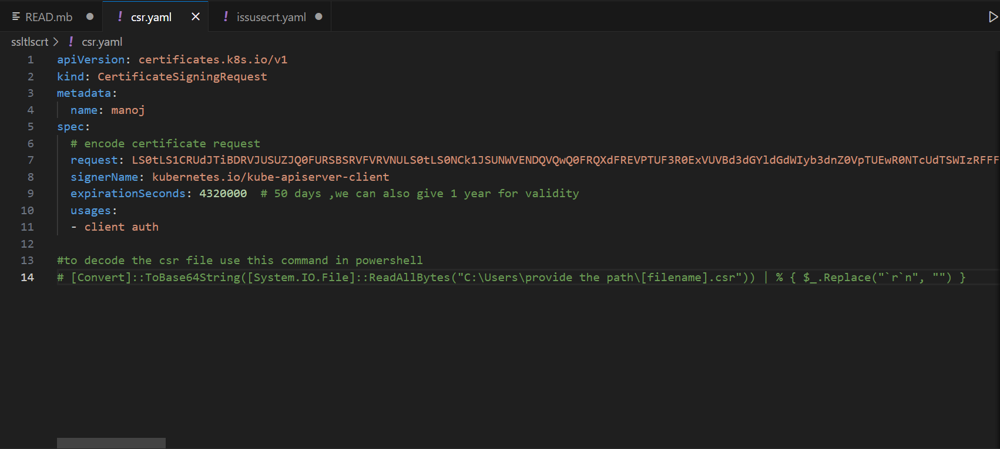 READ.mb
csr.yaml
issusecrt.yaml
ssltlscrt > ! csr.yaml
1 apiVersion: certificates.k8s.io/v1
2 kind: CertificateSigningRequest
3 metadata:
4 name: manoj
5 spec:
6 # encode certificate request
7 request: LS0tLS1CRUdJTiBDRVJUSUZJQ0FURSBSRVFVRVNULS0tLS0NCk1JSUNWVENDQVQwQ0FRQXdFREVPTUF3R0ExVUVBd3dGYldGdWIyb3dnZ0VpTUEwR0NTcUdTSWIzRFFF
8 signerName: kubernetes.io/kube-apiserver-client
9 expirationSeconds: 4320000 # 50 days ,we can also give 1 year for validity
10 usages:
11 - client auth
12
13 #to decode the csr file use this command in powershell
14 # [Convert]::ToBase64String([System.IO.File]::ReadAllBytes("C:\Users\provide the path\[filename].csr")) | % { $_.Replace("`r`n", "") }